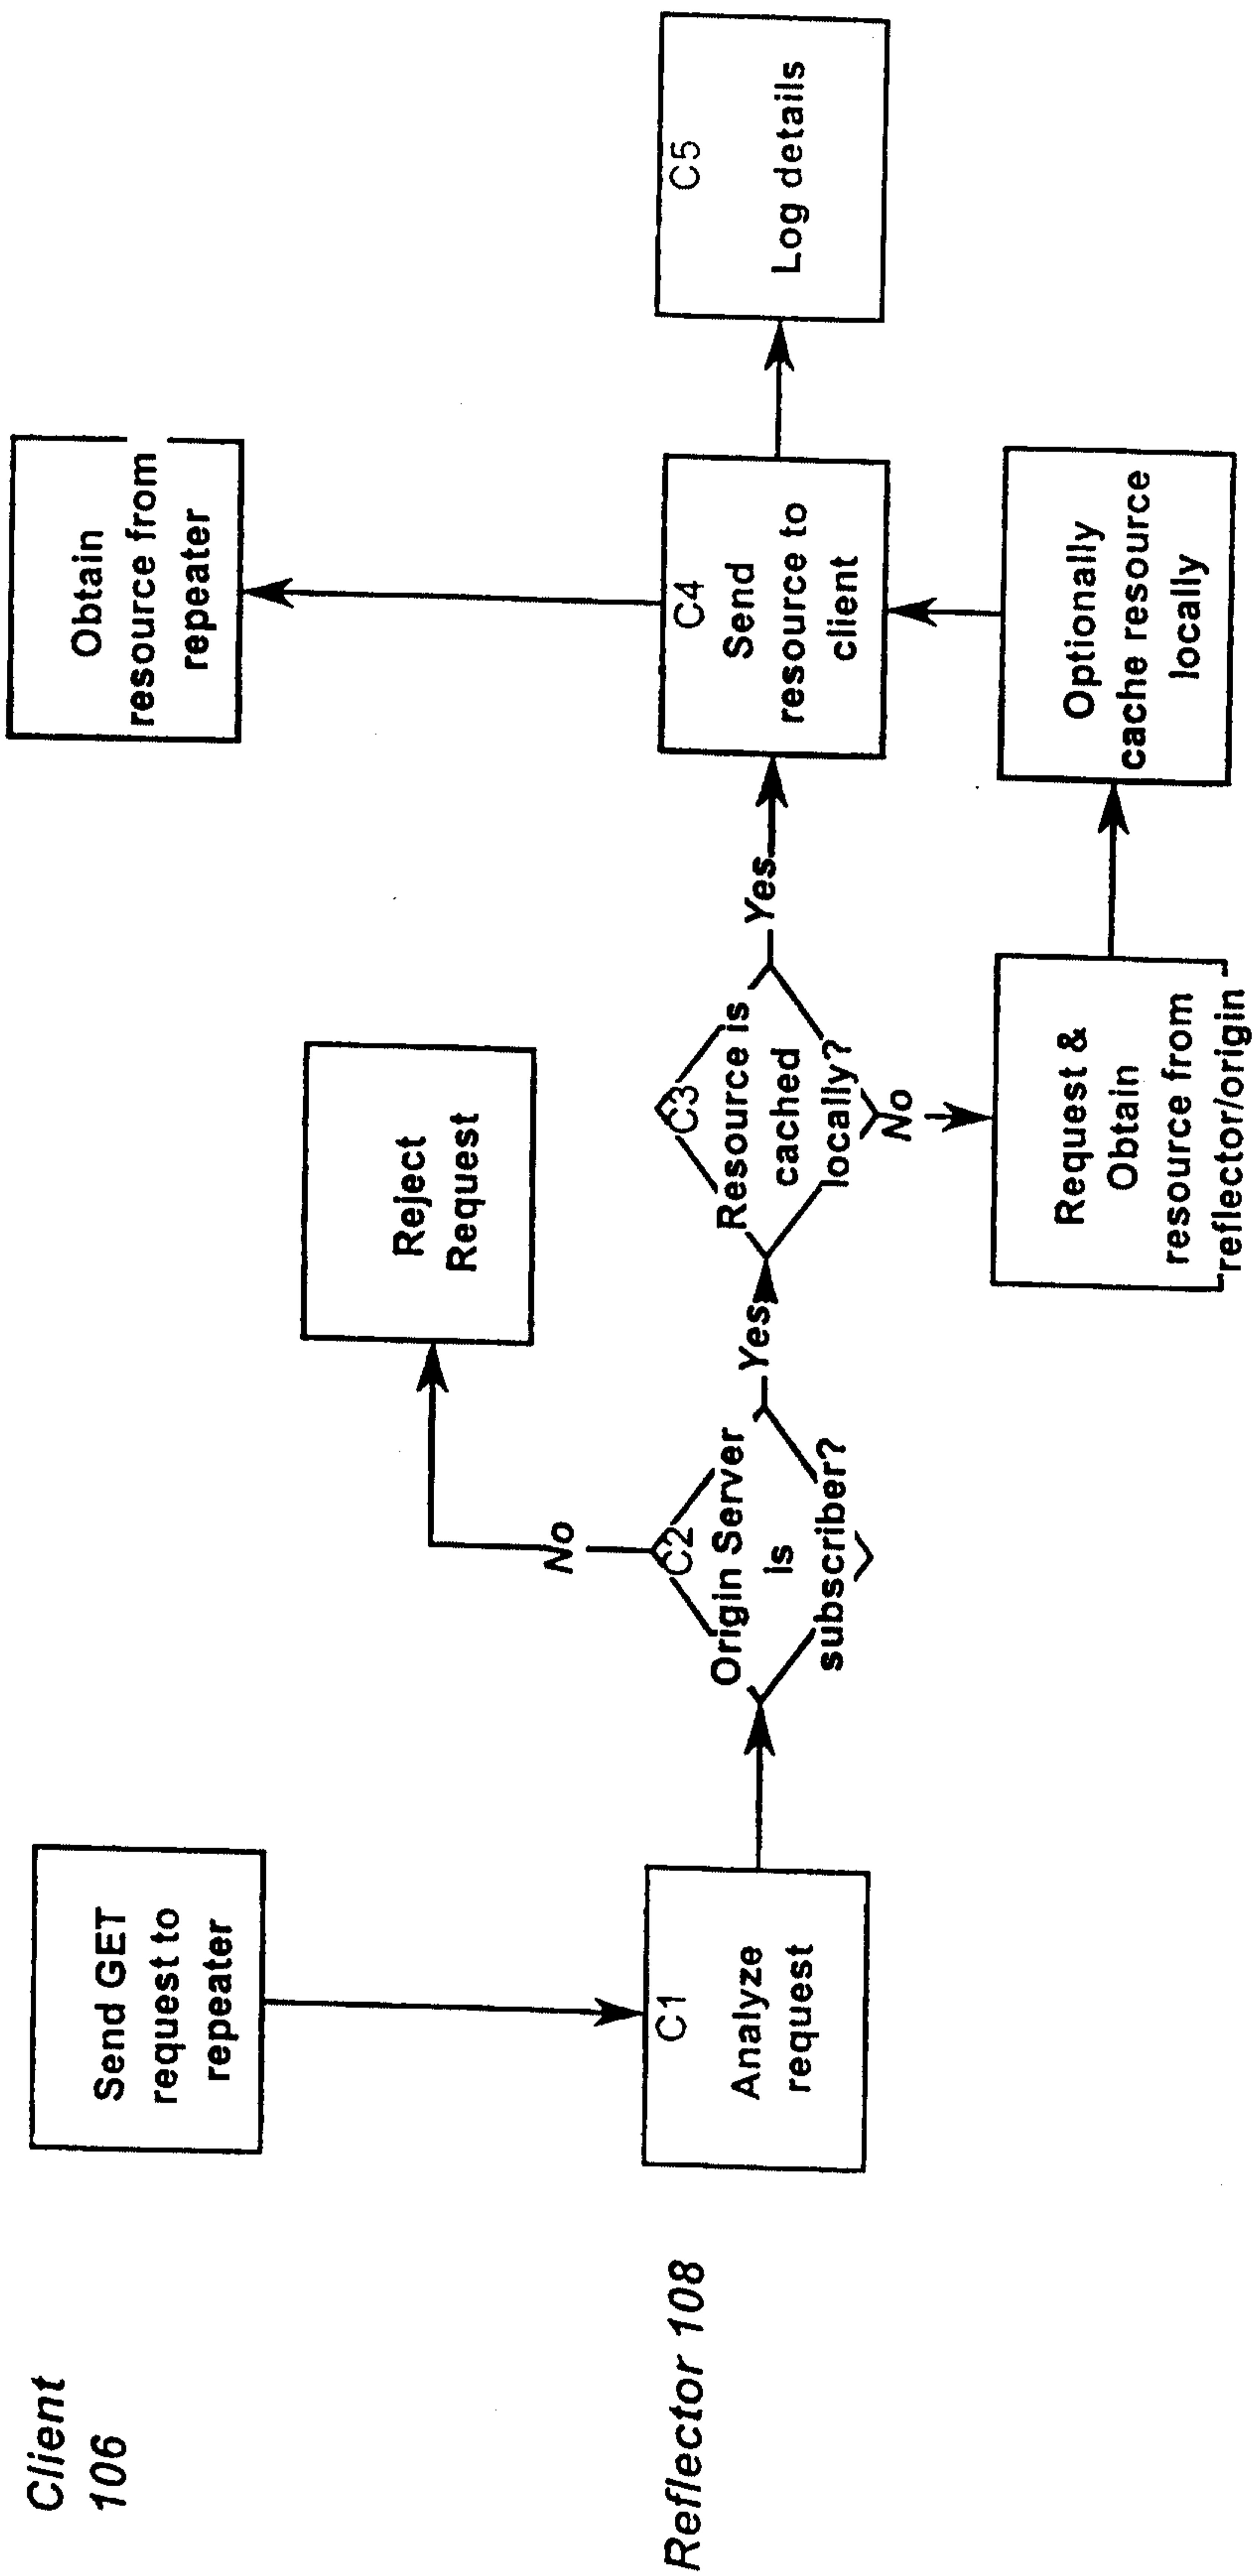 Client
106
Send GET
request to
repeater
Obtain
resource from
repeater
Reject
Request
Reflector 108
C1
Analyze
request
C2
Origin Server
is
subscriber?
No
Yes
C3
Resource is
cached
locally?
Yes
No
C4
Send
resource to
client
C5
Log details
Request &
Obtain
resource from
reflector/origin
Optionally
cache resource
locally